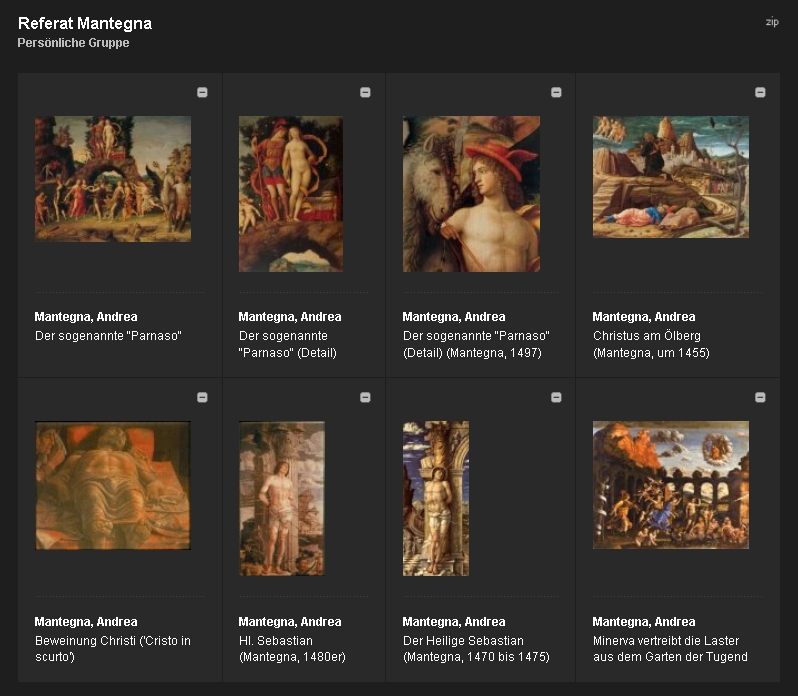 Referat Mantegna
zip
Persönliche Gruppe
Mantegna, Andrea
Der sogenannte "Parnaso"
Mantegna, Andrea
Der sogenannte
"Parnaso" (Detail)
Mantegna, Andrea
Der sogenannte "Parnaso"
(Detail) (Mantegna, 1497)
Mantegna, Andrea
Christus am Ölberg
(Mantegna, um 1455)
Mantegna, Andrea
Beweinung Christi ('Cristo in
scurto')
Mantegna, Andrea
Hl. Sebastian
(Mantegna, 1480er)
Mantegna, Andrea
Der Heilige Sebastian
(Mantegna, 1470 bis 1475)
Mantegna, Andrea
Minerva vertreibt die Laster
aus dem Garten der Tugend